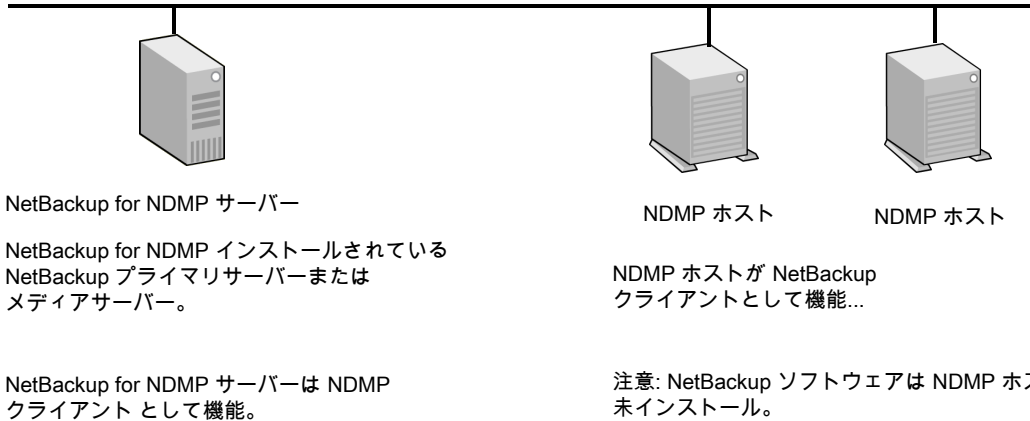 NetBackup for NDMP サーバー
NetBackup for NDMP インストールされている
NetBackup プライマリサーバーまたは
メディアサーバー。
NetBackup for NDMP サーバーは NDMP
クライアント として機能。
NDMP ホスト
NDMP ホスト
NDMP ホストが NetBackup
クライアントとして機能...
注意: NetBackup ソフトウェアは NDMP ホ
未インストール。